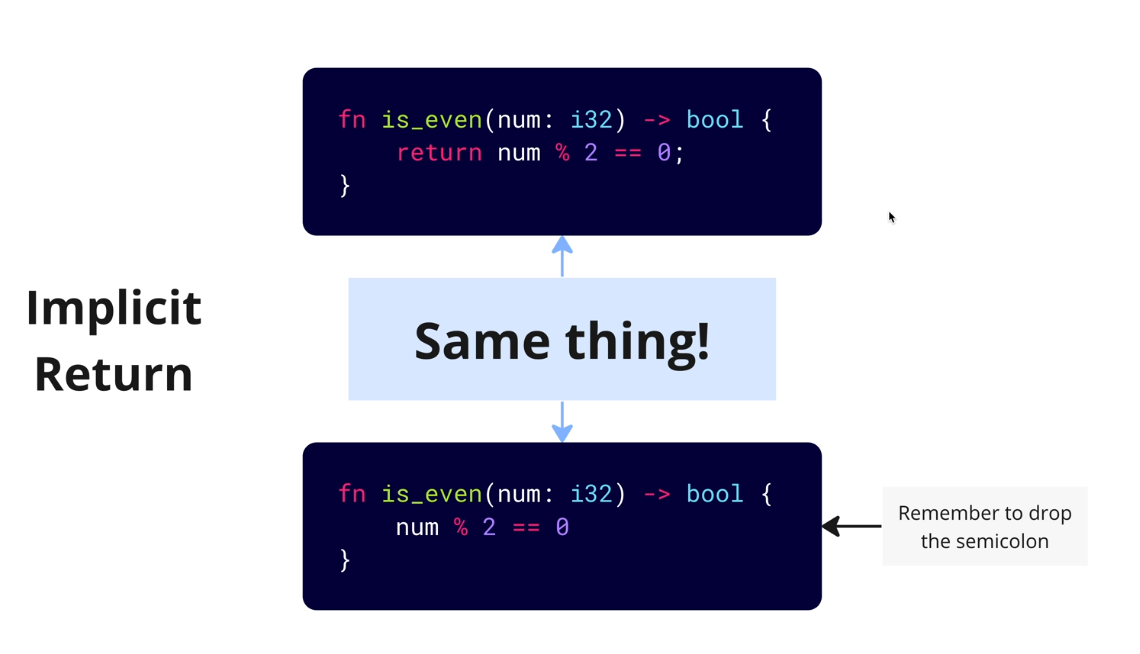 fn is_even(num: i32) -> bool {
    return num % 2 == 0;
}
Implicit
Return
Same thing!
fn is_even(num: i32) -> bool {
    num % 2 == 0
}
Remember to drop
the semicolon